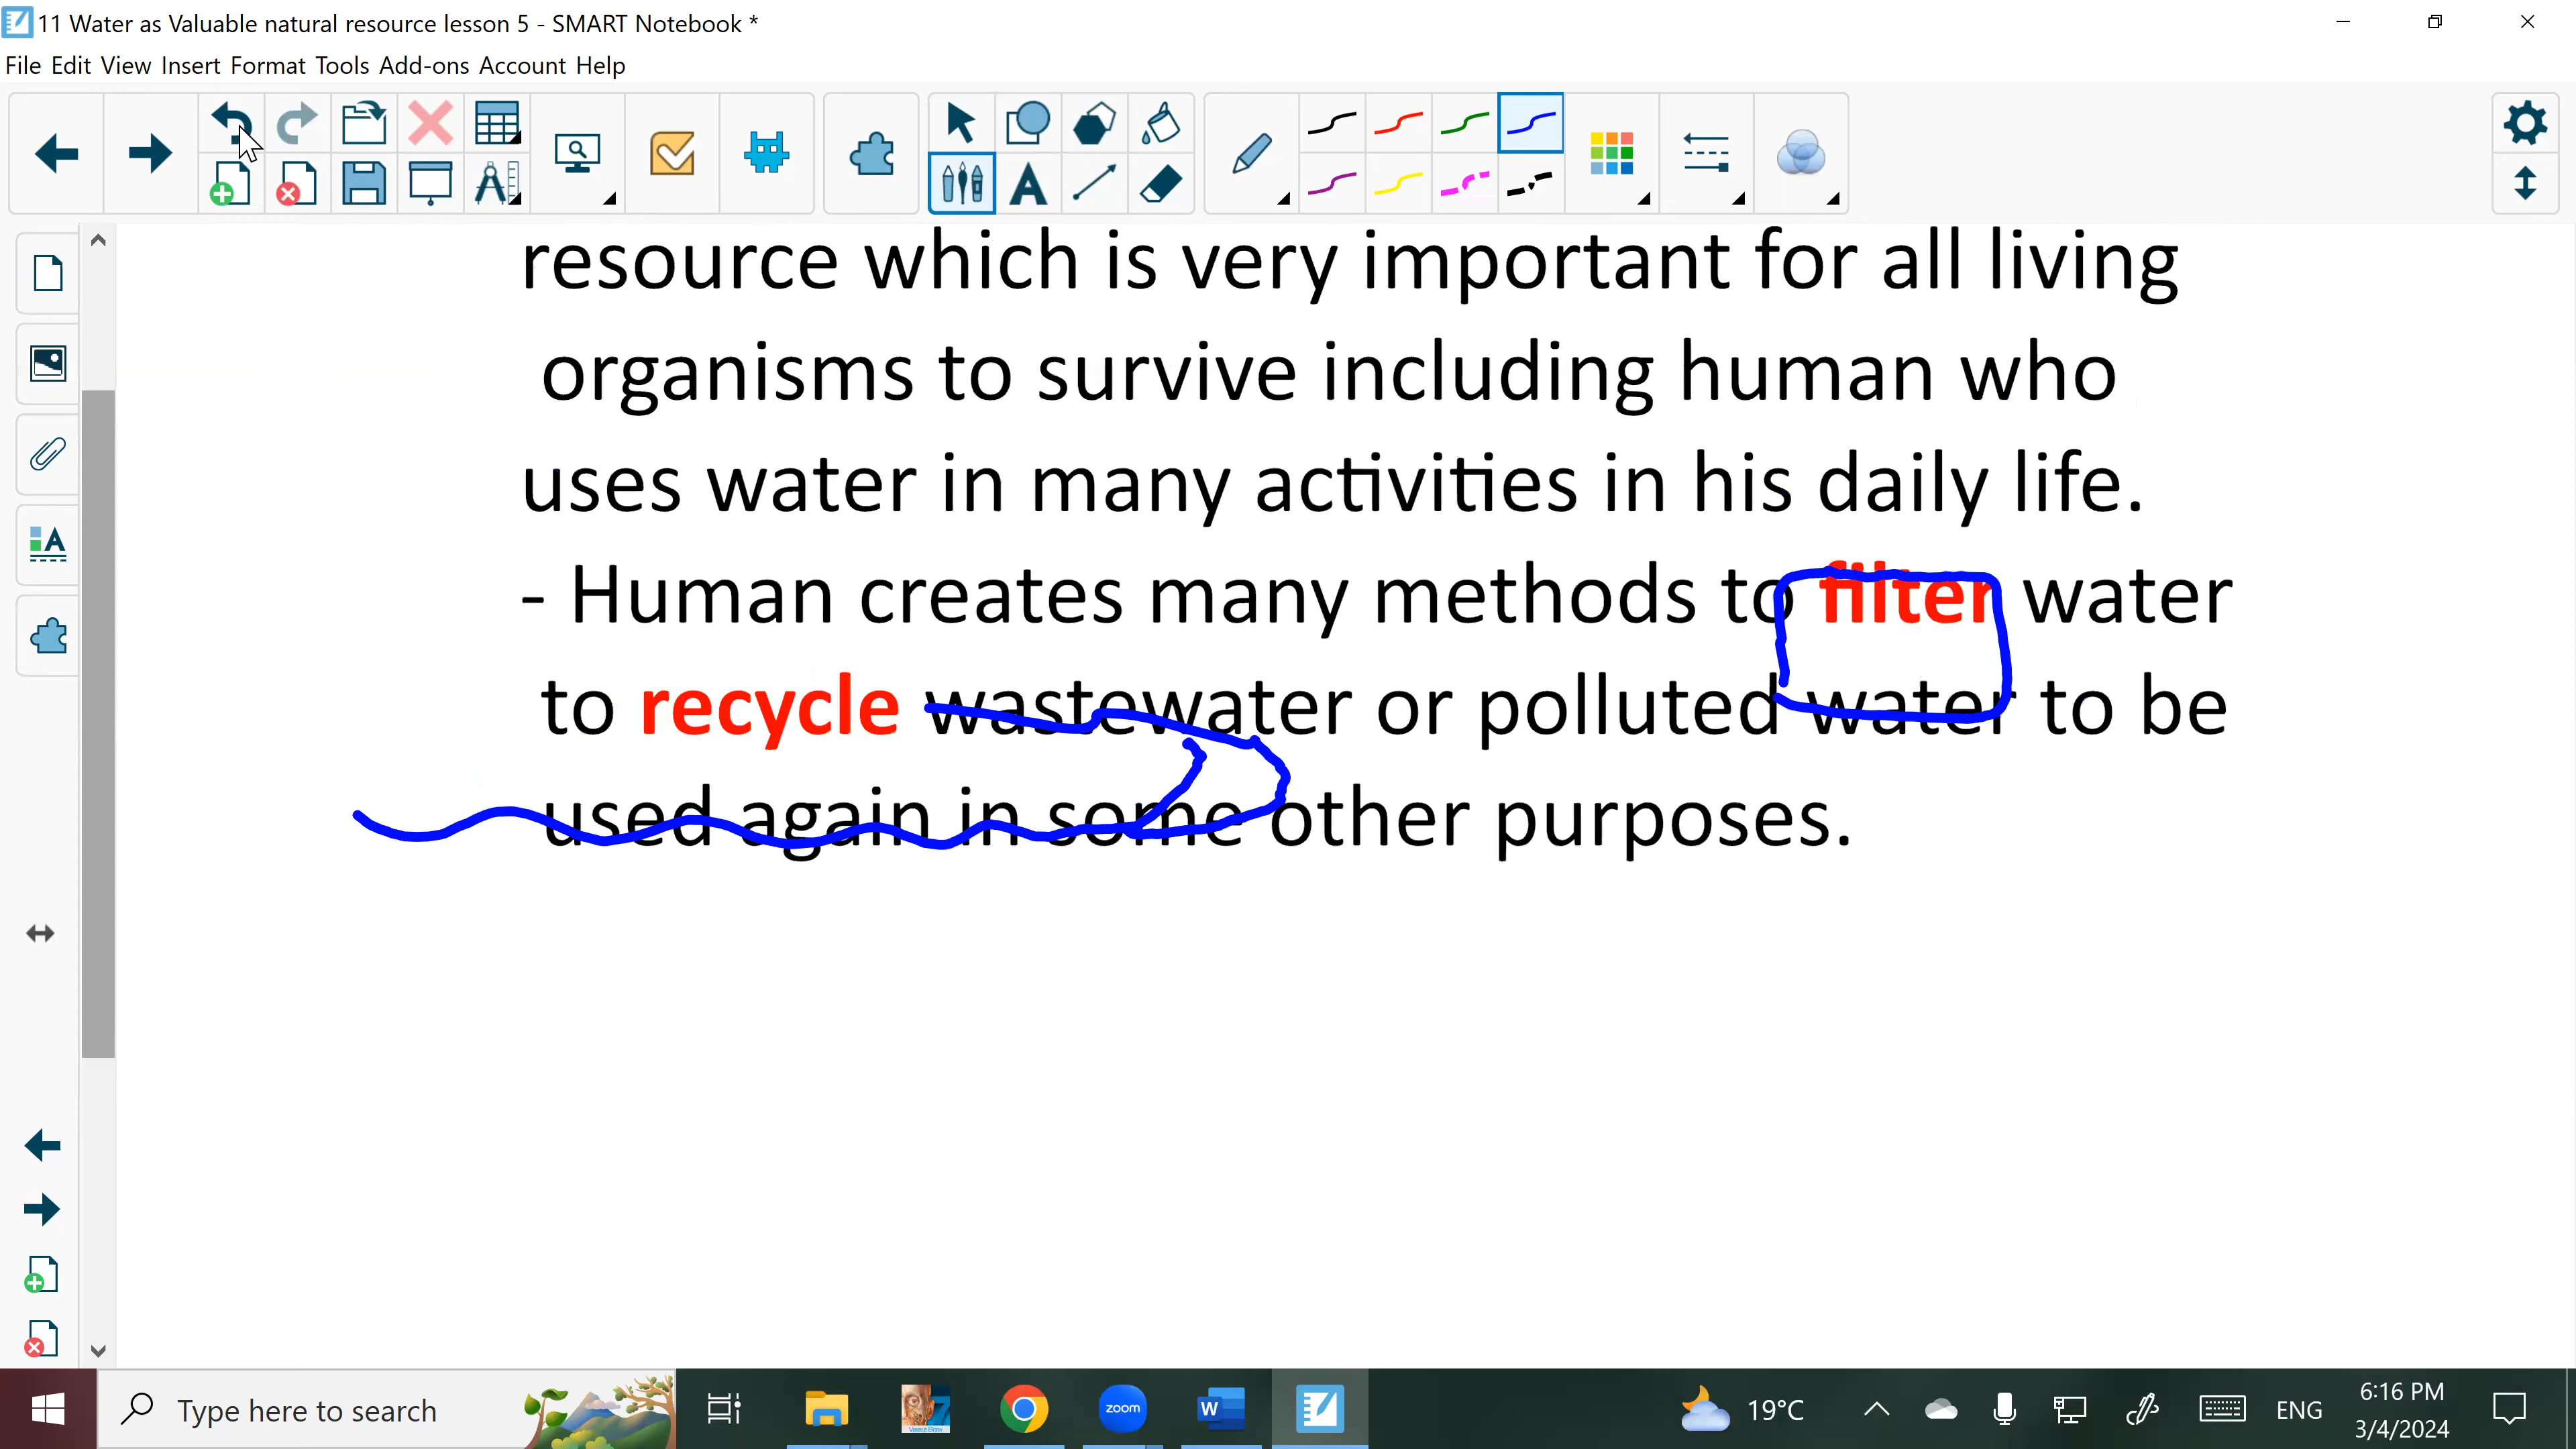 11 Water as Valuable natural resource lesson 5 - SMART Notebook *
File Edit View Insert Format Tools Add-ons Account Help
resource which is very important for all living
organisms to survive including human who
uses water in many activities in his daily life.
- Human creates many methods to filter water
to recycle wastewater or polluted water to be
used again in some other purposes.
Type here to search
zoom
W
19°C
ENG
6:16 PM
3/4/2024